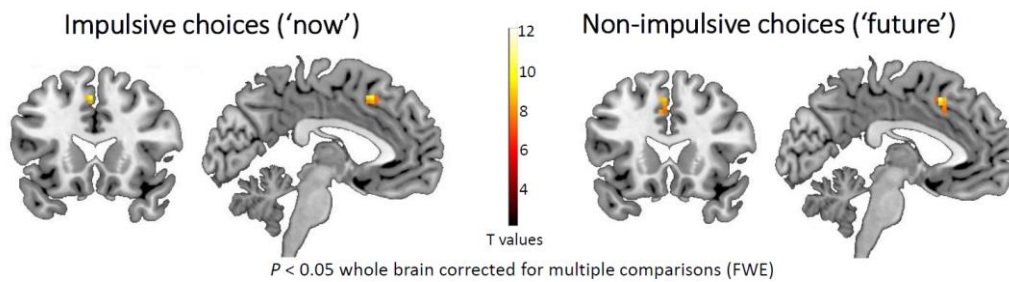 Impulsive choices (‘now’)
Non-impulsive choices (‘future’)
12
10
8
6
4
T values
P < 0.05 whole brain corrected for multiple comparisons (FWE)